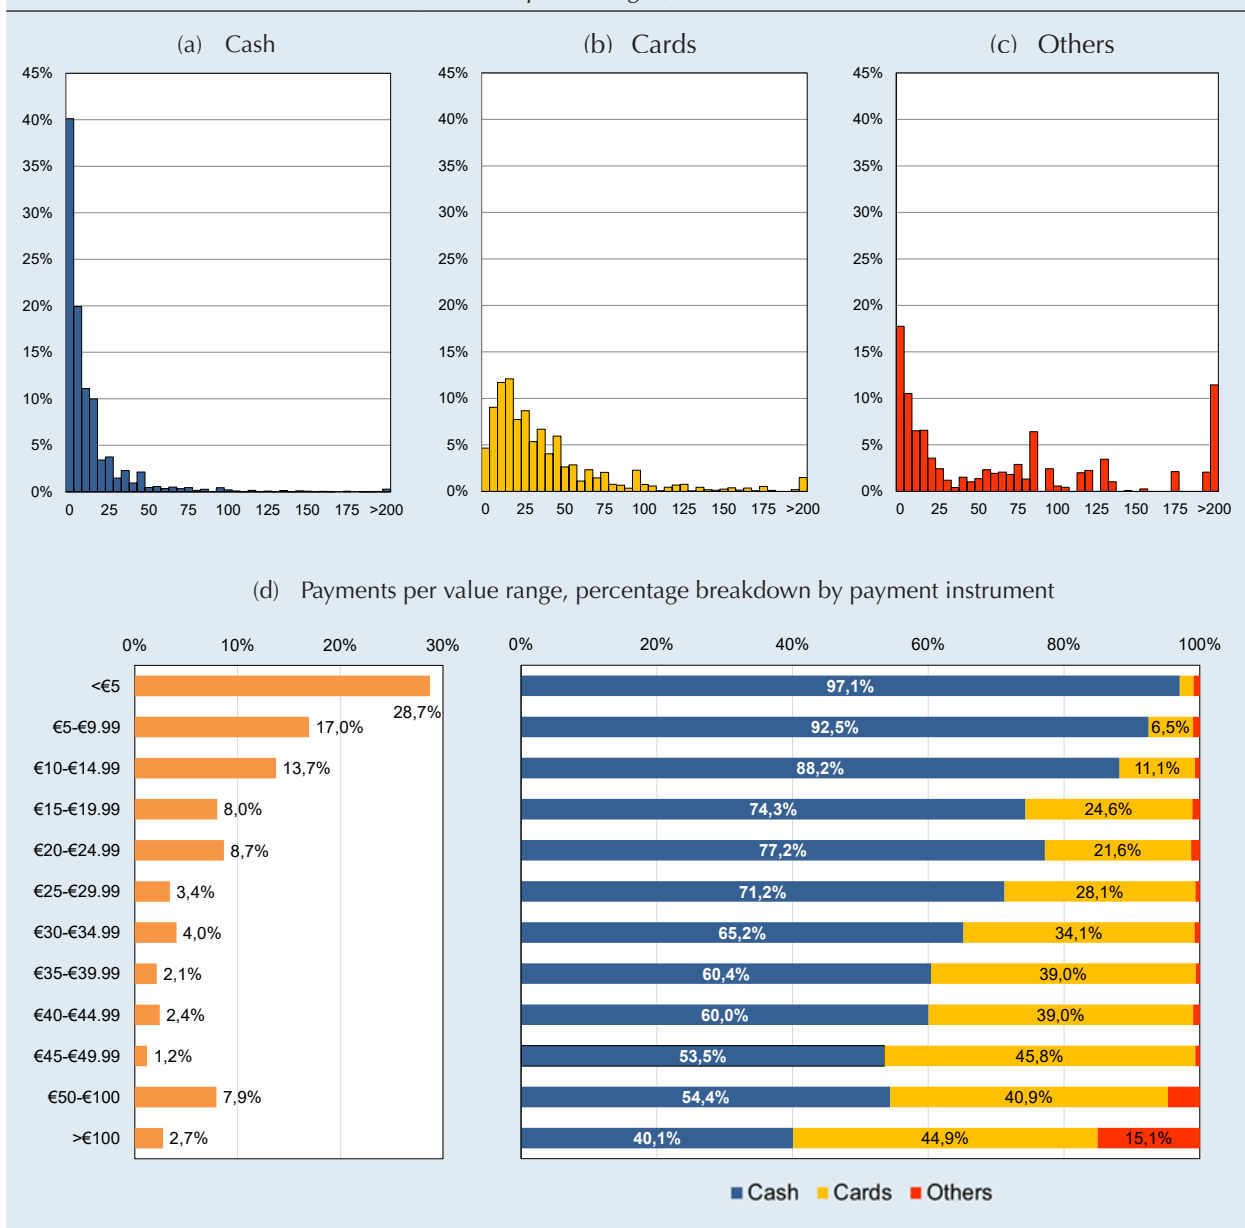 (a) Cash (b) Cards (c) Others
45% 45% 45%
40% 40% 40%
35% 35% 35%
30% 30% 30%
25% 25% 25%
20% 20% 20%
15% 15% 15%
10% 10% 10%
5% 5% 5%
0% 0% 0%
0 25 50 75 100 125 150 175 >200 0 25 50 75 100 125 150 175 >200 0 25 50 75 100 125 150 175 >200
(d) Payments per value range, percentage breakdown by payment instrument
0% 10% 20% 30% 0% 20% 40% 60% 80% 100%
<€5 28,7% 97,1%
€5-€9.99 17,0% 92,5% 6,5%
€10-€14.99 13,7% 88,2% 11,1%
€15-€19.99 8,0% 74,3% 24,6%
€20-€24.99 8,7% 77,2% 21,6%
€25-€29.99 3,4% 71,2% 28,1%
€30-€34.99 4,0% 65,2% 34,1%
€35-€39.99 2,1% 60,4% 39,0%
€40-€44.99 2,4% 60,0% 39,0%
€45-€49.99 1,2% 53,5% 45,8%
€50-€100 7,9% 54,4% 40,9%
>€100 2,7% 40,1% 44,9% 15,1%
Cash Cards Others